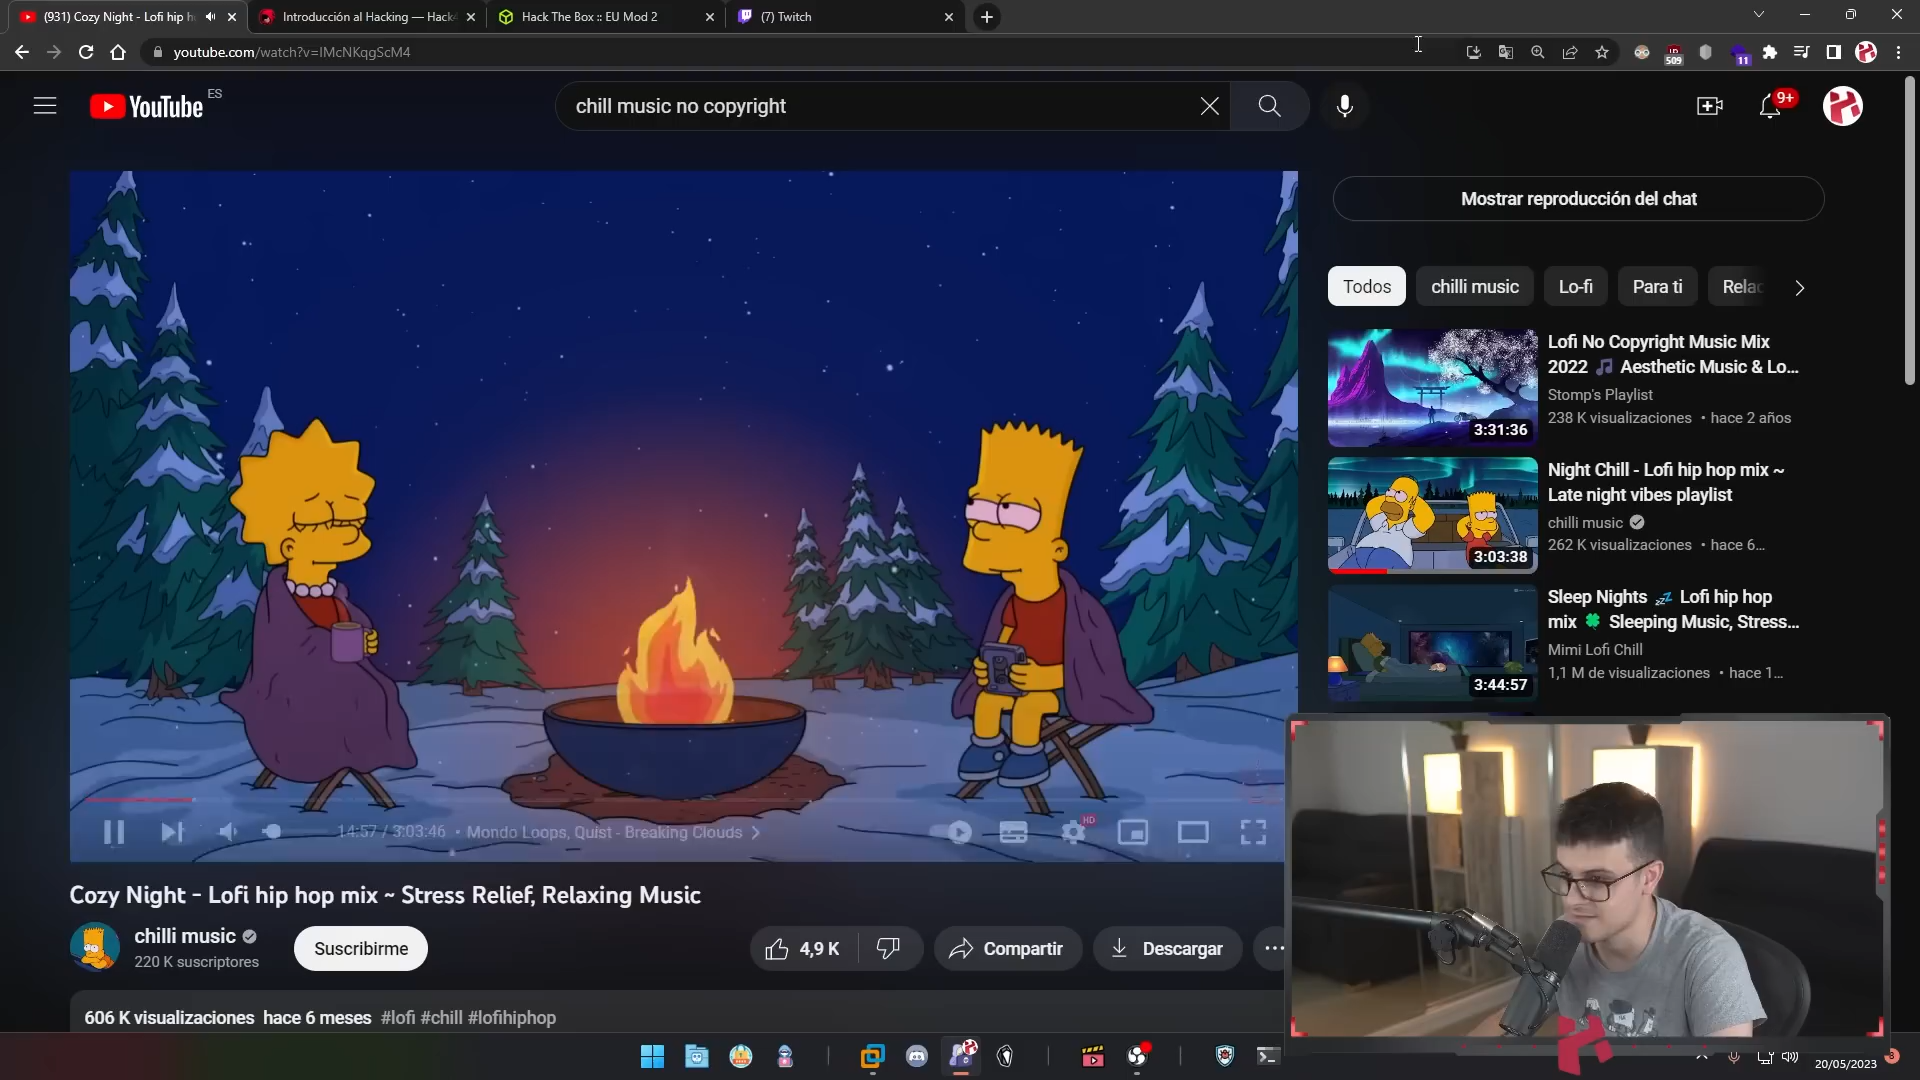 (931) Cozy Night - Lofi hip h
Introducción al Hacking — Hack4
Hack The Box :: EU Mod 2
(7) Twitch
youtube.com/watch?v=IMcNKqgScM4
509
11
YouTube ES
chill music no copyright
9+
Mostrar reproducción del chat
Todos
chilli music
Lo-fi
Para ti
Relac
Lofi No Copyright Music Mix
2022 🎵 Aesthetic Music & Lo...
Stomp's Playlist
238 K visualizaciones • hace 2 años
3:31:36
Night Chill - Lofi hip hop mix ~
Late night vibes playlist
chilli music
262 K visualizaciones • hace 6...
3:03:38
Sleep Nights 💤 Lofi hip hop
mix 🍀 Sleeping Music, Stress...
Mimi Lofi Chill
1,1 M de visualizaciones • hace 1...
3:44:57
14:57 / 3:03:46 • Mondo Loops, Quist - Breaking Clouds
HD
Cozy Night - Lofi hip hop mix ~ Stress Relief, Relaxing Music
chilli music
220 K suscriptores
Suscribirme
4,9 K
Compartir
Descargar
606 K visualizaciones hace 6 meses #lofi #chill #lofihiphop
20/05/2023